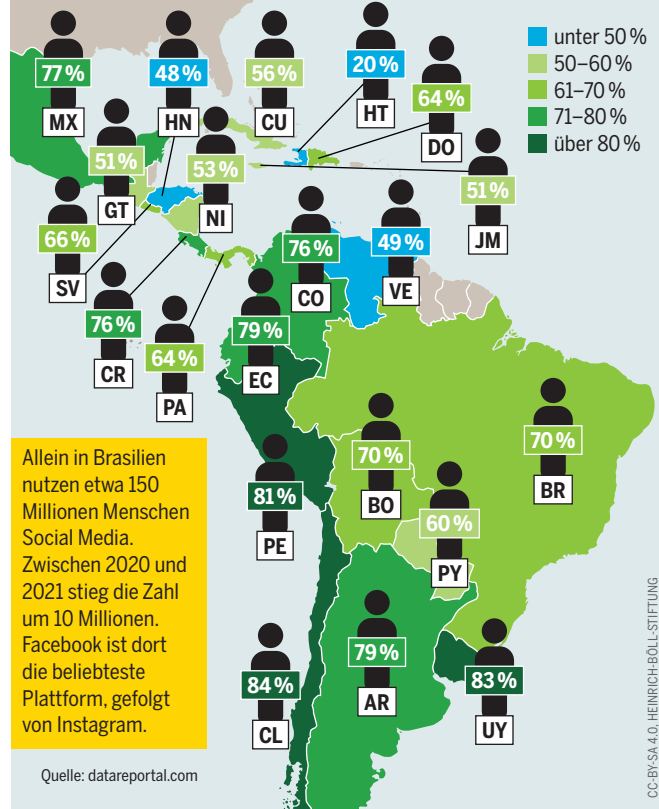 unter 50 %
50–60 %
61–70 %
71–80 %
über 80 %
77 %
MX
48 %
HN
56 %
CU
20 %
HT
64 %
DO
51 %
GT
53 %
NI
51 %
JM
66 %
SV
76 %
CO
49 %
VE
76 %
CR
64 %
PA
79 %
EC
70 %
BO
70 %
BR
81 %
PE
60 %
PY
84 %
CL
79 %
AR
83 %
UY
Allein in Brasilien
nutzen etwa 150
Millionen Menschen
Social Media.
Zwischen 2020 und
2021 stieg die Zahl
um 10 Millionen.
Facebook ist dort
die beliebteste
Plattform, gefolgt
von Instagram.
Quelle: datareportal.com
CC-BY-SA 4.0, HEINRICH-BÖLL-STIFTUNG